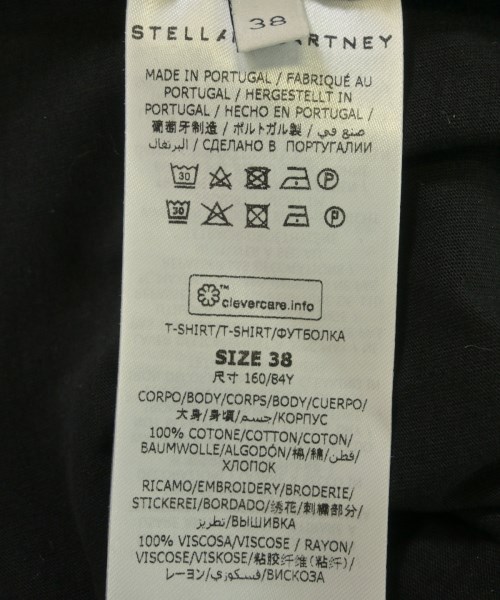 38
STELLA McCARTNEY
MADE IN PORTUGAL / FABRIQUÉ AU
PORTUGAL / HERGESTELLT IN
PORTUGAL / HECHO EN PORTUGAL /
葡萄牙制造 / ポルトガル製 / صنع في
البرتغال / СДЕЛАНО В ПОРТУГАЛИИ
30 P
30 P
™
clevercare.info
T-SHIRT/T-SHIRT/ФУТБОЛКА
SIZE 38
尺寸 160/84Y
CORPO/BODY/CORPS/BODY/CUERPO/
大身/身頃/جسم/КОРПУС
100% COTONE/COTTON/COTON/
BAUMWOLLE/ALGODÓN/棉/綿/قطن/
ХЛОПОК
RICAMO/EMBROIDERY/BRODERIE/
STICKEREI/BORDADO/绣花/刺繍部分/
تطريز/ВЫШИВКА
100% VISCOSA/VISCOSE / RAYON/
VISCOSE/VISKOSE/粘胶纤维(粘纤)/
レーヨン/فسكوزي/ВИСКОЗА